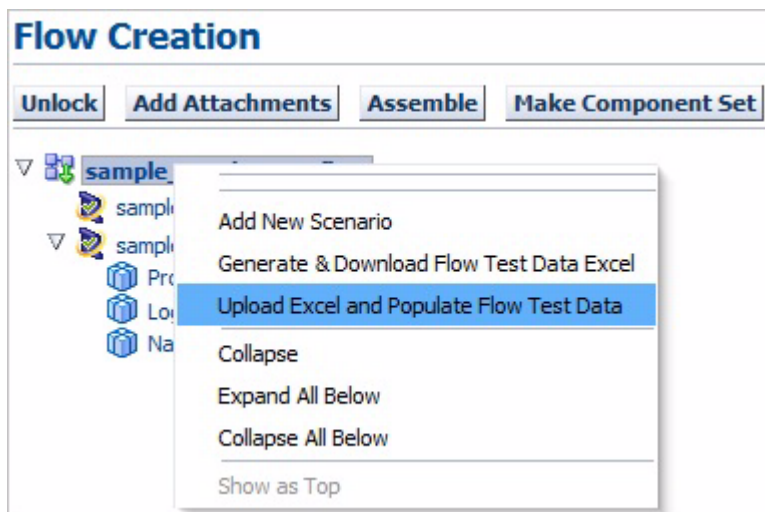 Flow Creation
Unlock Add Attachments Assemble Make Component Set
sample_
Add New Scenario
Generate & Download Flow Test Data Excel
Upload Excel and Populate Flow Test Data
Collapse
Expand All Below
Collapse All Below
Show as Top